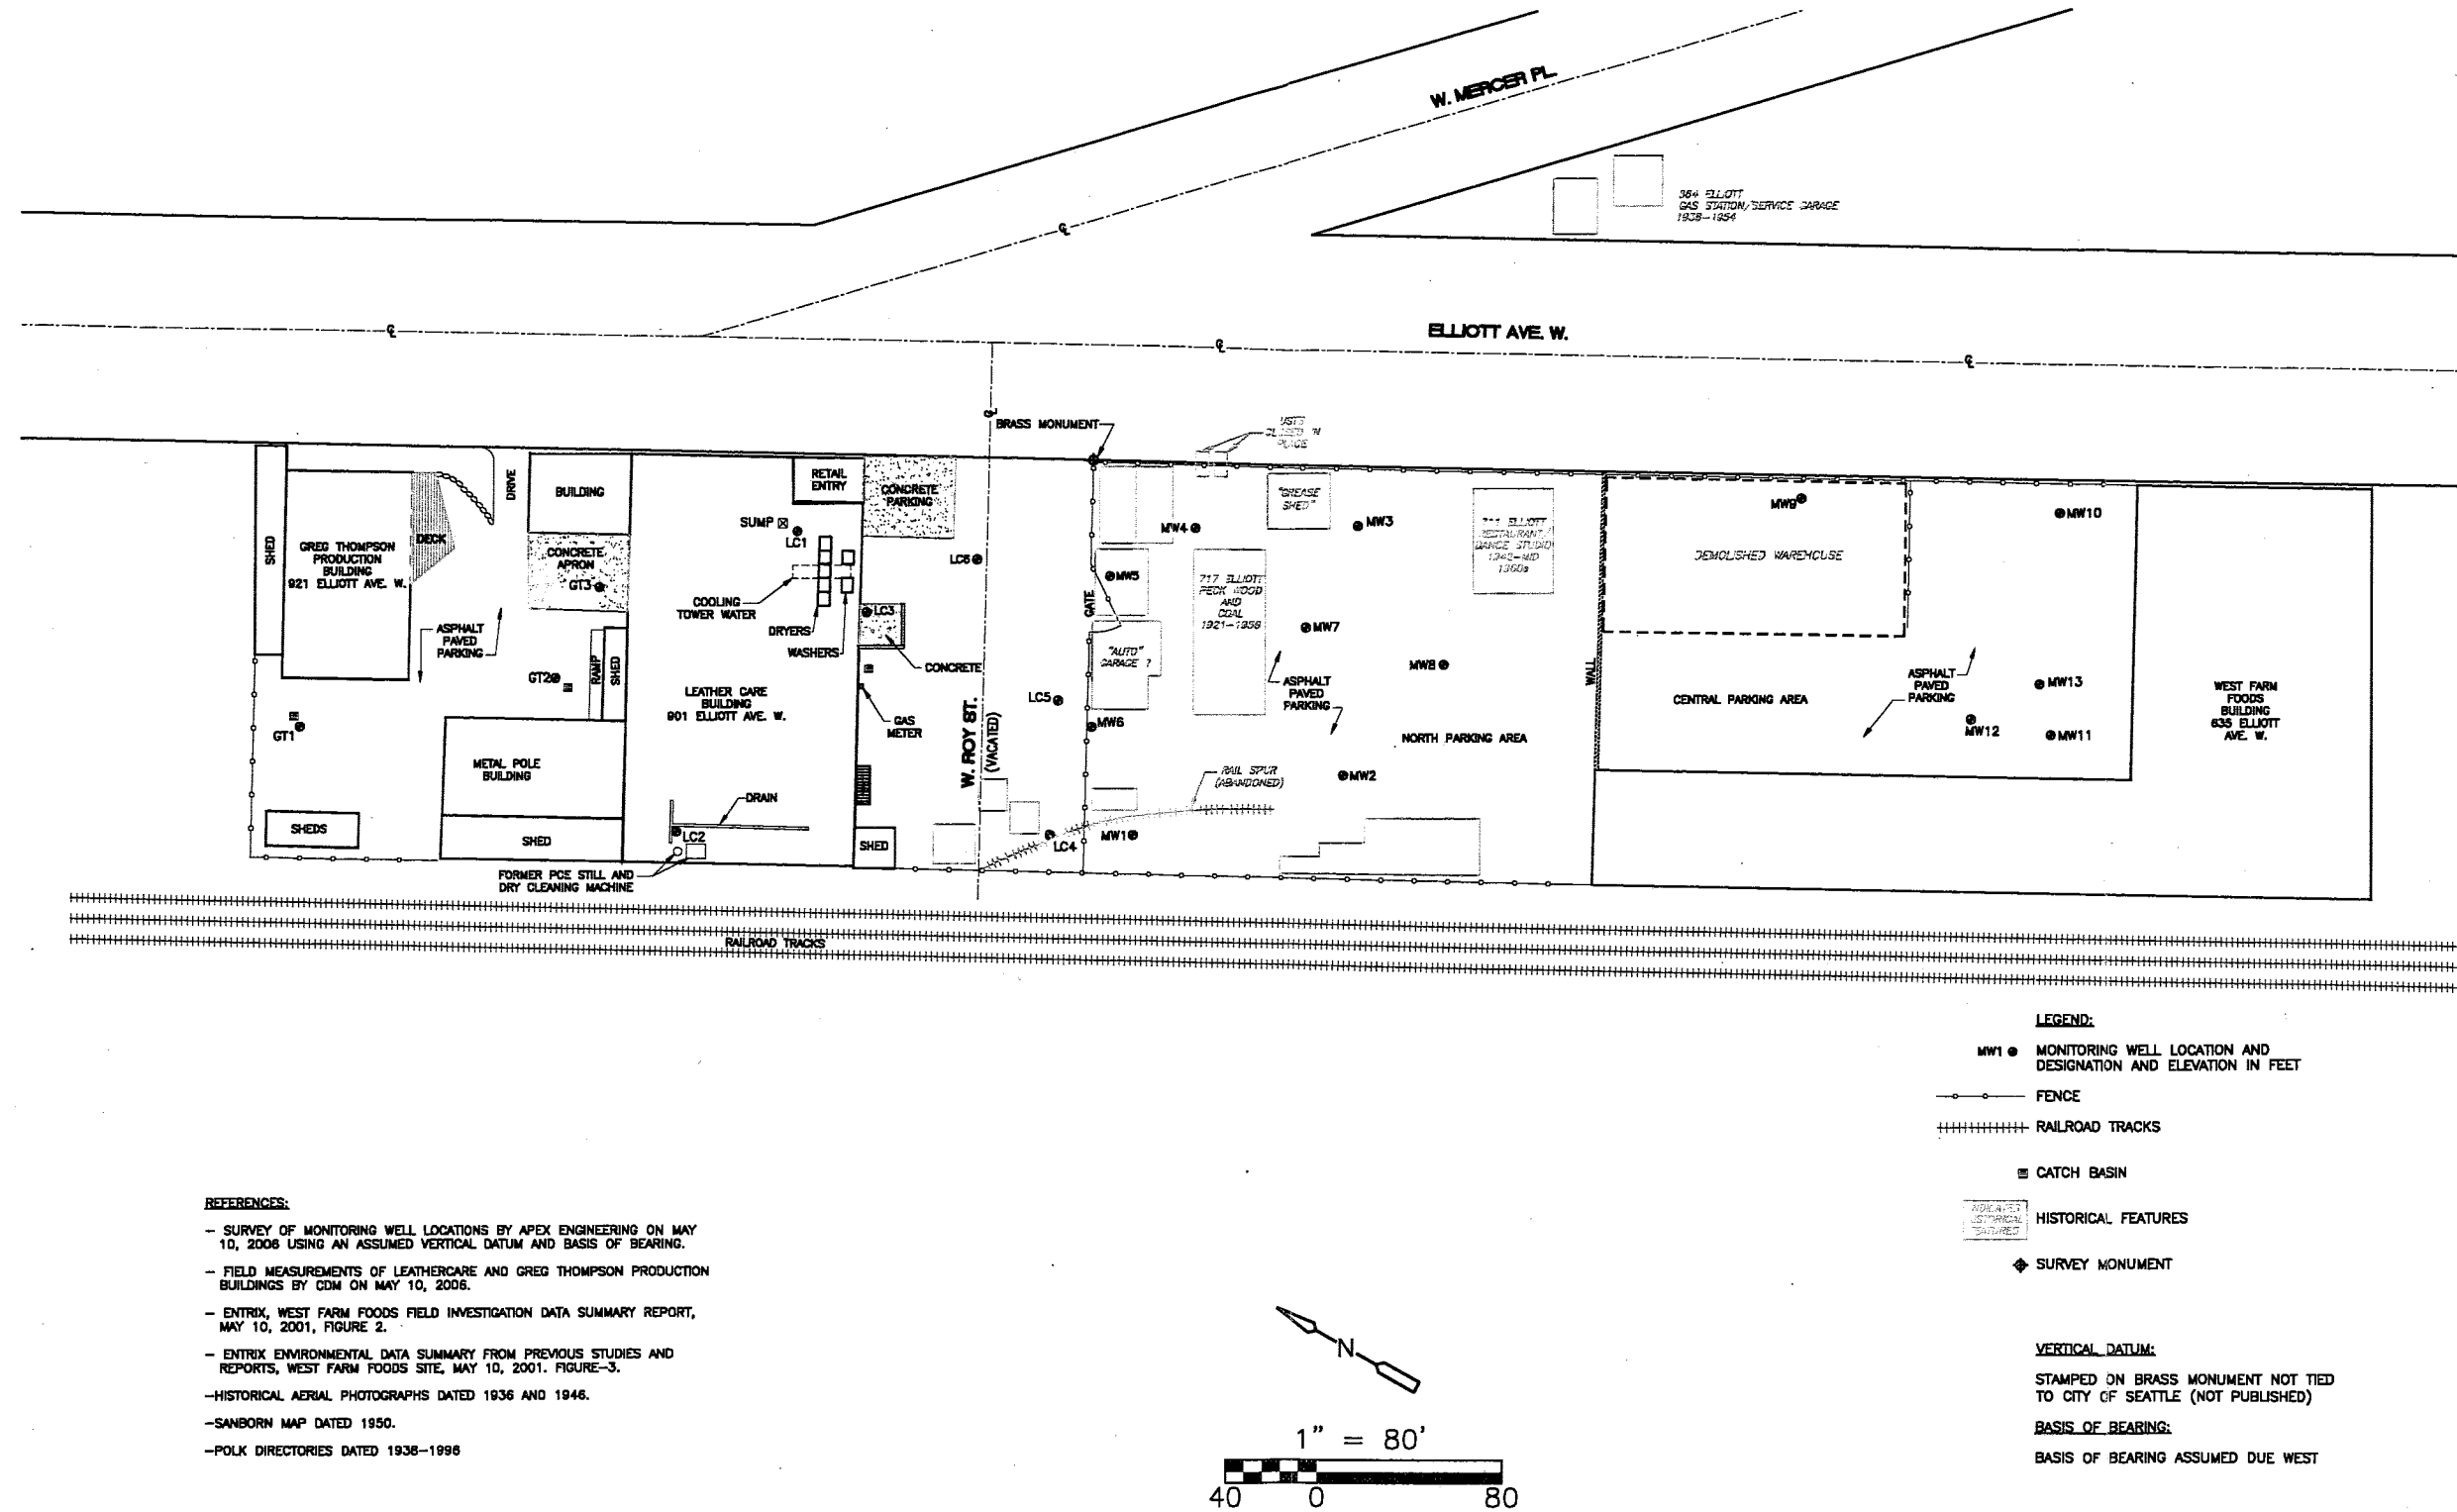 W. MERCER PL.
364 ELLIOTT
GAS STATION/SERVICE GARAGE
1938-1954
ELLIOTT AVE. W.
BRASS MONUMENT
USTS
CLOSED IN
PLACE
SHED
GREG THOMPSON
PRODUCTION
BUILDING
921 ELLIOTT AVE. W.
DECK
DRIVE
BUILDING
CONCRETE
APRON
GT3
ASPHALT
PAVED
PARKING
GT2
RAMP
SHED
GT1
METAL POLE
BUILDING
SHEDS
SHED
RETAIL
ENTRY
SUMP
LC1
COOLING
TOWER WATER
DRYERS
WASHERS
LEATHER CARE
BUILDING
901 ELLIOTT AVE. W.
DRAIN
LC2
FORMER PCE STILL AND
DRY CLEANING MACHINE
CONCRETE
PARKING
LC6
LC3
CONCRETE
GAS
METER
SHED
W. ROY ST.
(VACATED)
LC5
LC4
GATE
MW4
"GREASE
SHED"
MW3
711 ELLIOTT
RESTAURANT/
DANCE STUDIO
1943-MID
1960s
MW5
717 ELLIOTT
PECK WOOD
AND
COAL
1921-1958
MW7
"AUTO"
GARAGE ?
MW8
ASPHALT
PAVED
PARKING
MW6
NORTH PARKING AREA
RAIL SPUR
(ABANDONED)
MW2
MW1
WALL
MW9
DEMOLISHED WAREHOUSE
MW10
CENTRAL PARKING AREA
ASPHALT
PAVED
PARKING
MW13
MW12
MW11
WEST FARM
FOODS
BUILDING
635 ELLIOTT
AVE. W.
RAILROAD TRACKS
LEGEND:
MW1 MONITORING WELL LOCATION AND
DESIGNATION AND ELEVATION IN FEET
FENCE
RAILROAD TRACKS
CATCH BASIN
INDICATES
HISTORICAL
FEATURES
HISTORICAL FEATURES
SURVEY MONUMENT
REFERENCES:
- SURVEY OF MONITORING WELL LOCATIONS BY APEX ENGINEERING ON MAY
10, 2006 USING AN ASSUMED VERTICAL DATUM AND BASIS OF BEARING.
- FIELD MEASUREMENTS OF LEATHERCARE AND GREG THOMPSON PRODUCTION
BUILDINGS BY CDM ON MAY 10, 2006.
- ENTRIX, WEST FARM FOODS FIELD INVESTIGATION DATA SUMMARY REPORT,
MAY 10, 2001, FIGURE 2.
- ENTRIX ENVIRONMENTAL DATA SUMMARY FROM PREVIOUS STUDIES AND
REPORTS, WEST FARM FOODS SITE, MAY 10, 2001. FIGURE-3.
-HISTORICAL AERIAL PHOTOGRAPHS DATED 1936 AND 1946.
-SANBORN MAP DATED 1950.
-POLK DIRECTORIES DATED 1938-1996
N
1" = 80'
40 0 80
VERTICAL DATUM:
STAMPED ON BRASS MONUMENT NOT TIED
TO CITY OF SEATTLE (NOT PUBLISHED)
BASIS OF BEARING:
BASIS OF BEARING ASSUMED DUE WEST